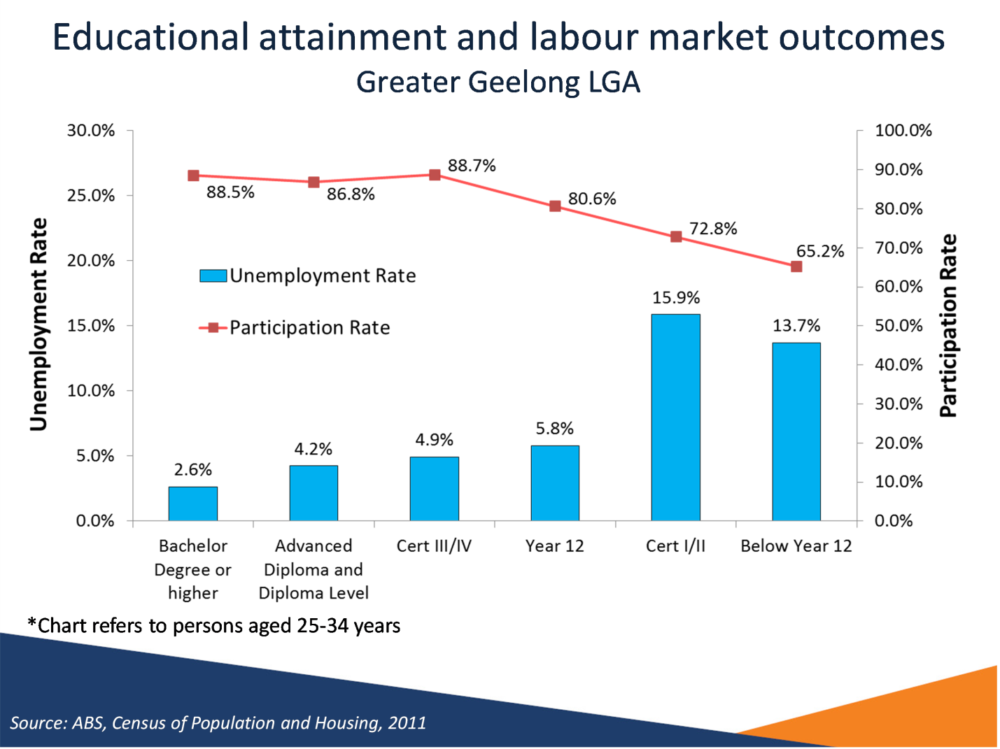 Educational attainment and labour market outcomes
Greater Geelong LGA
30.0%
25.0%
20.0%
15.0%
10.0%
5.0%
0.0%
Unemployment Rate
100.0%
90.0%
80.0%
70.0%
60.0%
50.0%
40.0%
30.0%
20.0%
10.0%
0.0%
Participation Rate
88.5%
86.8%
88.7%
80.6%
72.8%
65.2%
Unemployment Rate
Participation Rate
2.6%
4.2%
4.9%
5.8%
15.9%
13.7%
Bachelor
Degree or
higher
Advanced
Diploma and
Diploma Level
Cert III/IV
Year 12
Cert I/II
Below Year 12
*Chart refers to persons aged 25-34 years
Source: ABS, Census of Population and Housing, 2011